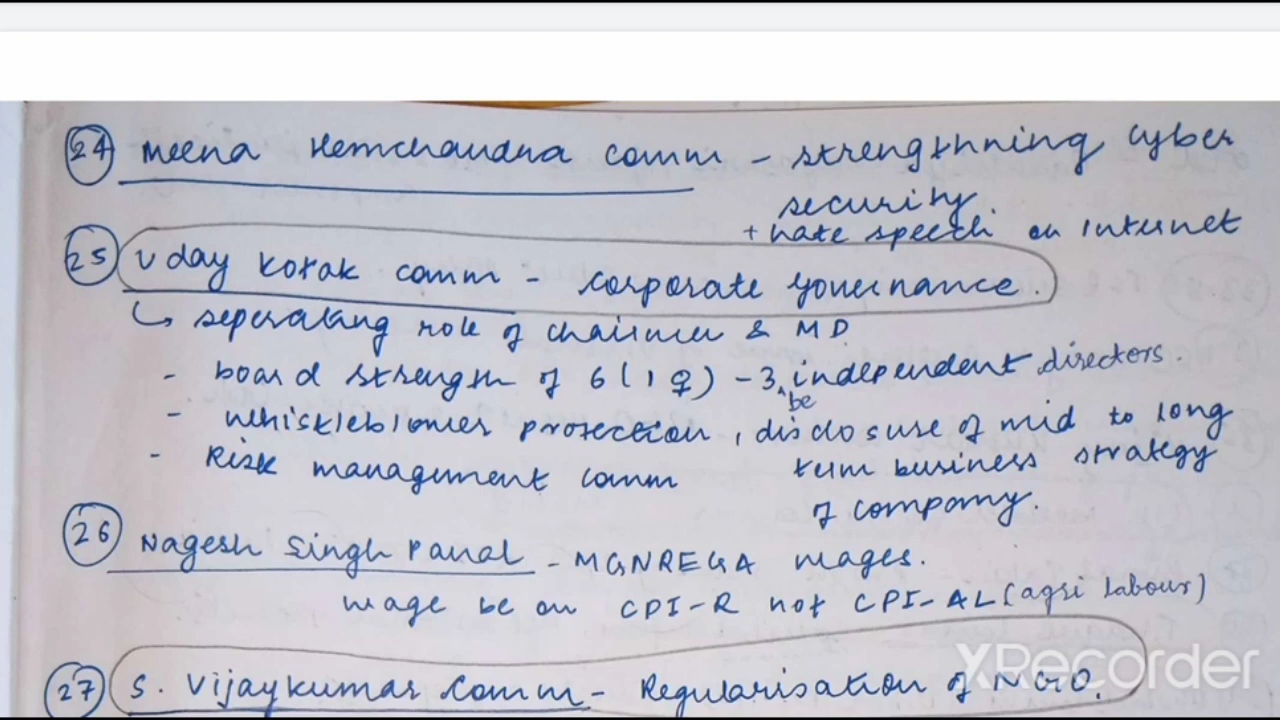 24 Meena Hemchandra comm - strengthning cyber
security
+ hate speech on Internet
25 Uday Kotak comm - corporate governance.
↳ seperating role of chairmen & MD
- board strength of 6 (1 ♀) - 3 be independent directors.
- whistleblower protection, disclosure of mid to long
- Risk management comm term business strategy
of company.
26 Nagesh Singh Panal - MGNREGA wages.
wage be on CPI-R not CPI-AL (agri labour)
27 S. Vijaykumar Comm - Regularisation of NGO.
XRecorder